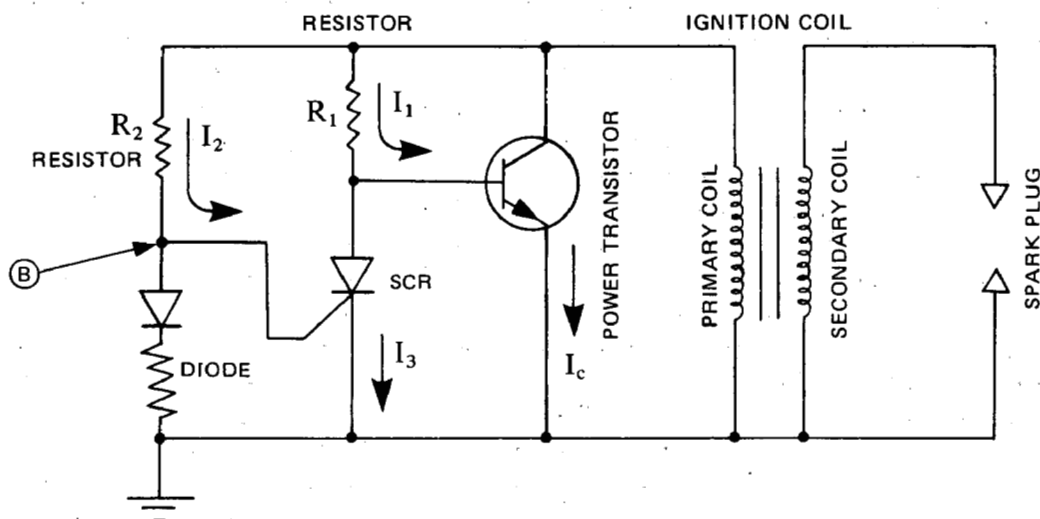 RESISTOR
IGNITION COIL
R2
RESISTOR
I2
R1
I1
B
SCR
DIODE
I3
Ic
POWER TRANSISTOR
PRIMARY COIL
SECONDARY COIL
SPARK PLUG